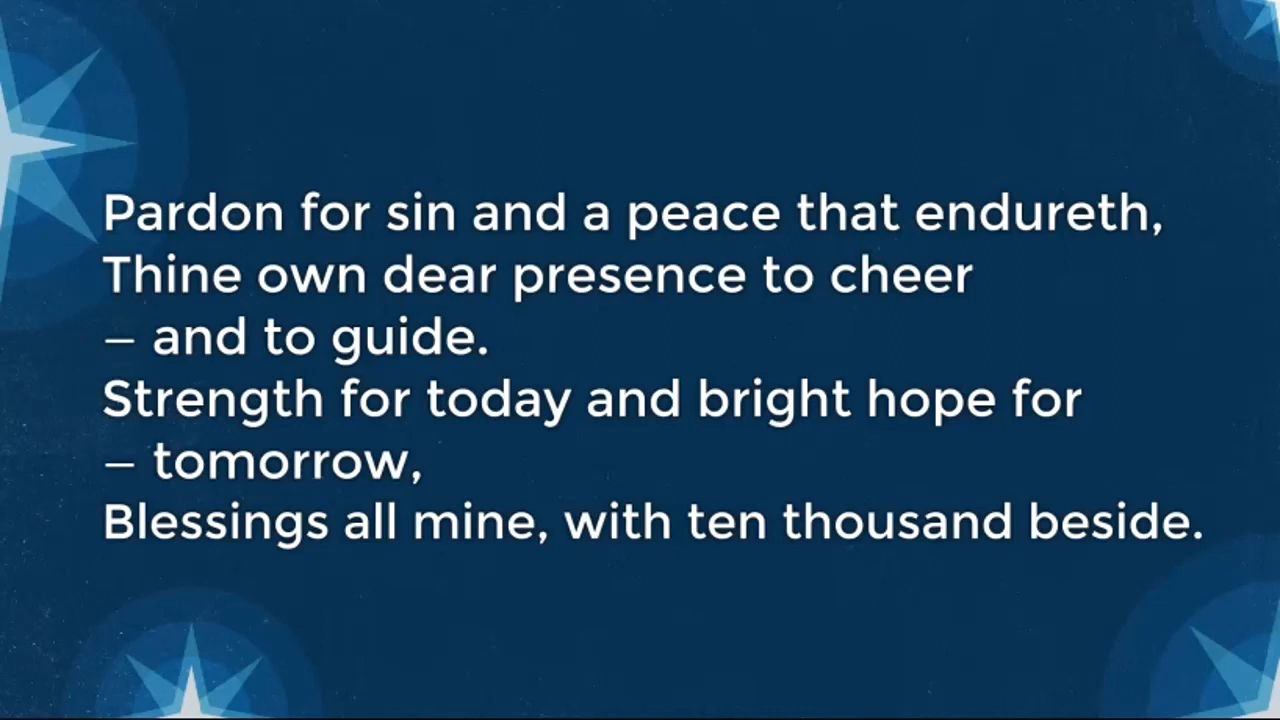 Pardon for sin and a peace that endureth,
Thine own dear presence to cheer
– and to guide.
Strength for today and bright hope for
– tomorrow,
Blessings all mine, with ten thousand beside.